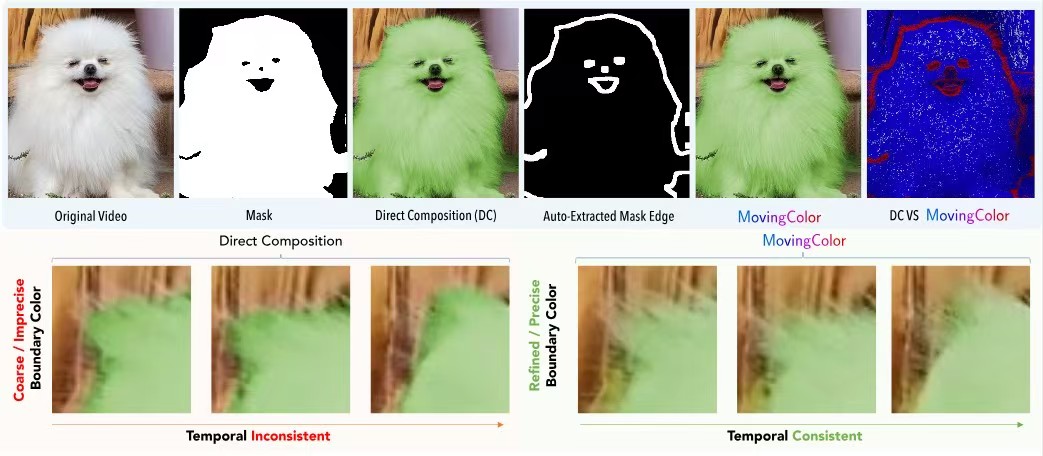 Original Video
Mask
Direct Composition (DC)
Auto-Extracted Mask Edge
MovingColor
DC VS MovingColor
Direct Composition
MovingColor
Coarse / Imprecise
Boundary Color
Refined / Precise
Boundary Color
Temporal Inconsistent
Temporal Consistent